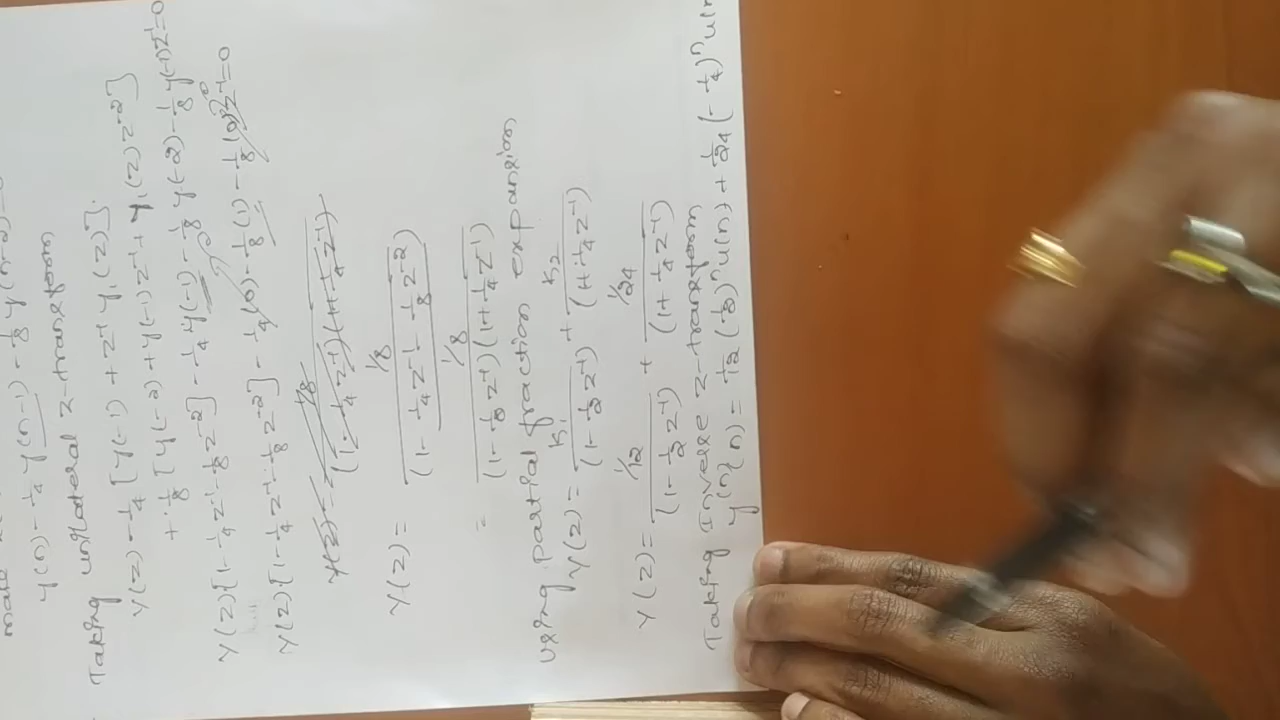 y(n) - 1/4 y(n-1) - 1/8 y(n-2) = 0
Taking unilateral z-transform
Y(z) - 1/4 [y(-1) + z⁻¹ Y₁(z)].
+ 1/8 [y(-2) + y(-1) z⁻¹ + Y₁(z) z⁻²]
Y(z)[1 - 1/4 z⁻¹ - 1/8 z⁻²] - 1/4 y(-1) - 1/8 y(-2) - 1/8 y(-1) z⁻¹ = 0
Y(z)[1 - 1/4 z⁻¹ - 1/8 z⁻²] - 1/4 (0) - 1/8 (1) - 1/8 (0) z⁻¹ = 0
Y(z) = 1/8 / (1 - 1/4 z⁻¹ - 1/8 z⁻²)
= 1/8 / (1 - 1/2 z⁻¹)(1 + 1/4 z⁻¹)
using partial fraction expansion
Y(z) = K₁ / (1 - 1/2 z⁻¹) + K₂ / (1 + 1/4 z⁻¹)
Y(z) = 1/12 / (1 - 1/2 z⁻¹) + 1/24 / (1 + 1/4 z⁻¹)
Taking Inverse z-transform
y(n) = 1/12 (1/2)ⁿ u(n) + 1/24 (- 1/4)ⁿ u(n